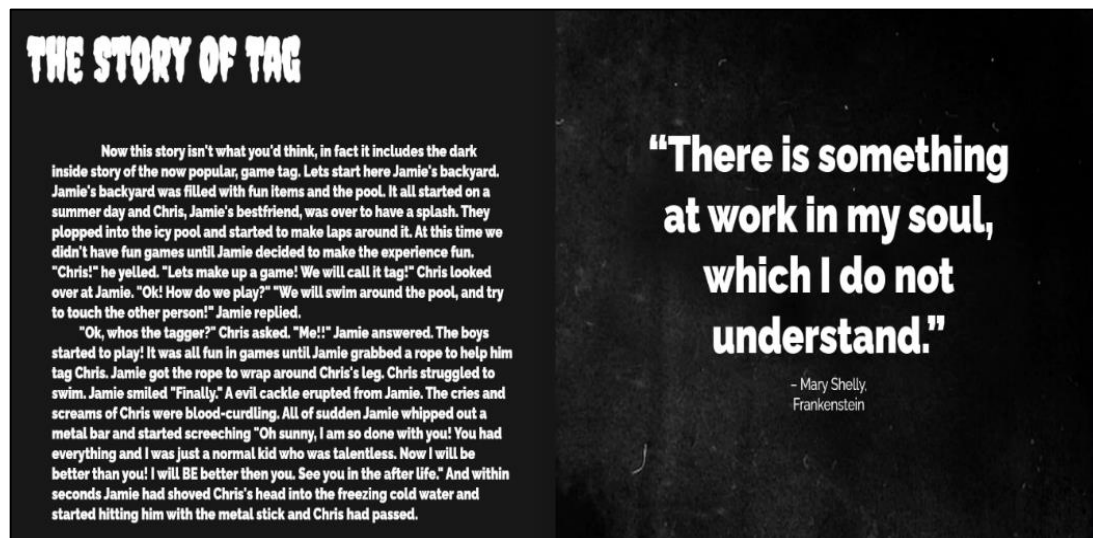 THE STORY OF TAG
Now this story isn't what you'd think, in fact it includes the dark
inside story of the now popular, game tag. Lets start here Jamie's backyard.
Jamie's backyard was filled with fun items and the pool. It all started on a
summer day and Chris, Jamie's bestfriend, was over to have a splash. They
plopped into the icy pool and started to make laps around it. At this time we
didn't have fun games until Jamie decided to make the experience fun.
"Chris!" he yelled. "Lets make up a game! We will call it tag!" Chris looked
over at Jamie. "Ok! How do we play?" "We will swim around the pool, and try
to touch the other person!" Jamie replied.
"Ok, whos the tagger?" Chris asked. "Me!!" Jamie answered. The boys
started to play! It was all fun in games until Jamie grabbed a rope to help him
tag Chris. Jamie got the rope to wrap around Chris's leg. Chris struggled to
swim. Jamie smiled "Finally." A evil cackle erupted from Jamie. The cries and
screams of Chris were blood-curdling. All of sudden Jamie whipped out a
metal bar and started screeching "Oh sunny, I am so done with you! You had
everything and I was just a normal kid who was talentless. Now I will be
better than you! I will BE better then you. See you in the after life." And within
seconds Jamie had shoved Chris's head into the freezing cold water and
started hitting him with the metal stick and Chris had passed.
“There is something
at work in my soul,
which I do not
understand.”
– Mary Shelly,
Frankenstein